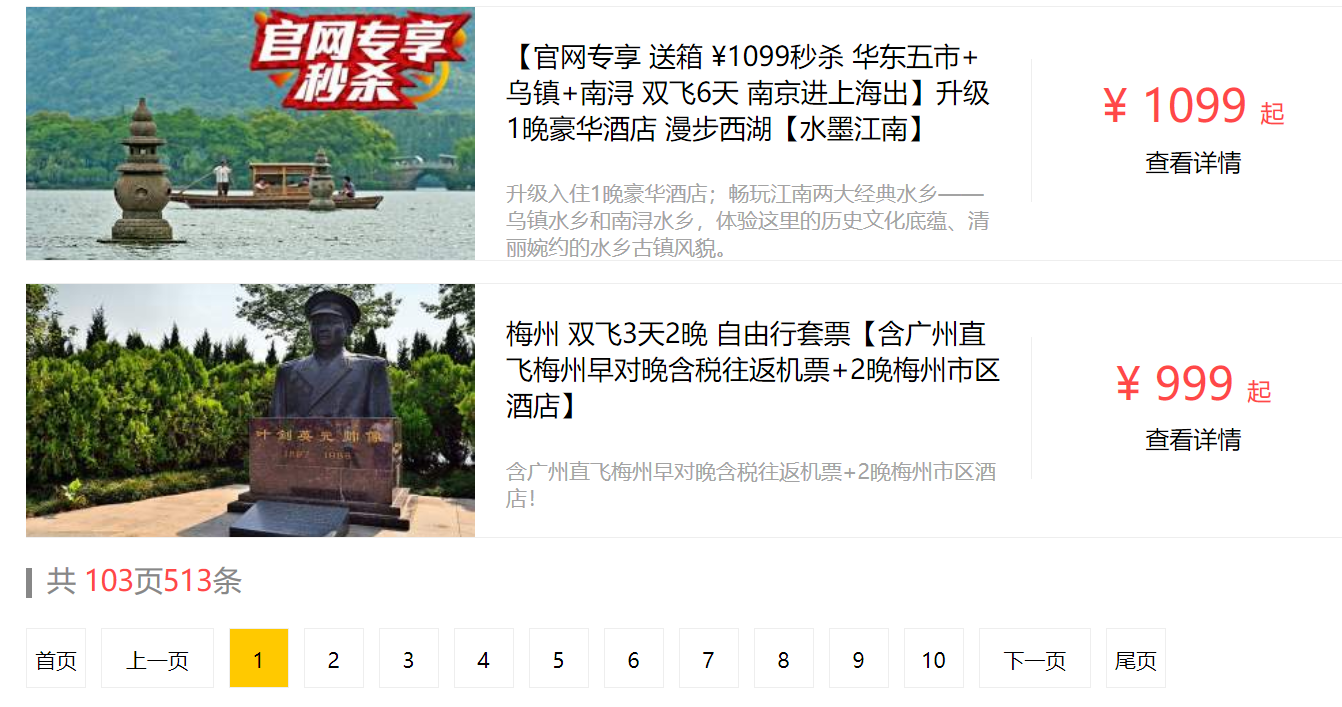 官网专享
秒杀
【官网专享 送箱 ¥1099秒杀 华东五市+
乌镇+南浔 双飞6天 南京进上海出】升级
1晚豪华酒店 漫步西湖【水墨江南】
升级入住1晚豪华酒店；畅玩江南两大经典水乡——
乌镇水乡和南浔水乡，体验这里的历史文化底蕴、清
丽婉约的水乡古镇风貌。
¥ 1099 起
查看详情
叶剑英元帅像
1897-1986
梅州 双飞3天2晚 自由行套票【含广州直
飞梅州早对晚含税往返机票+2晚梅州市区
酒店】
含广州直飞梅州早对晚含税往返机票+2晚梅州市区酒
店！
¥ 999 起
查看详情
共 103页513条
首页 上一页 1 2 3 4 5 6 7 8 9 10 下一页 尾页